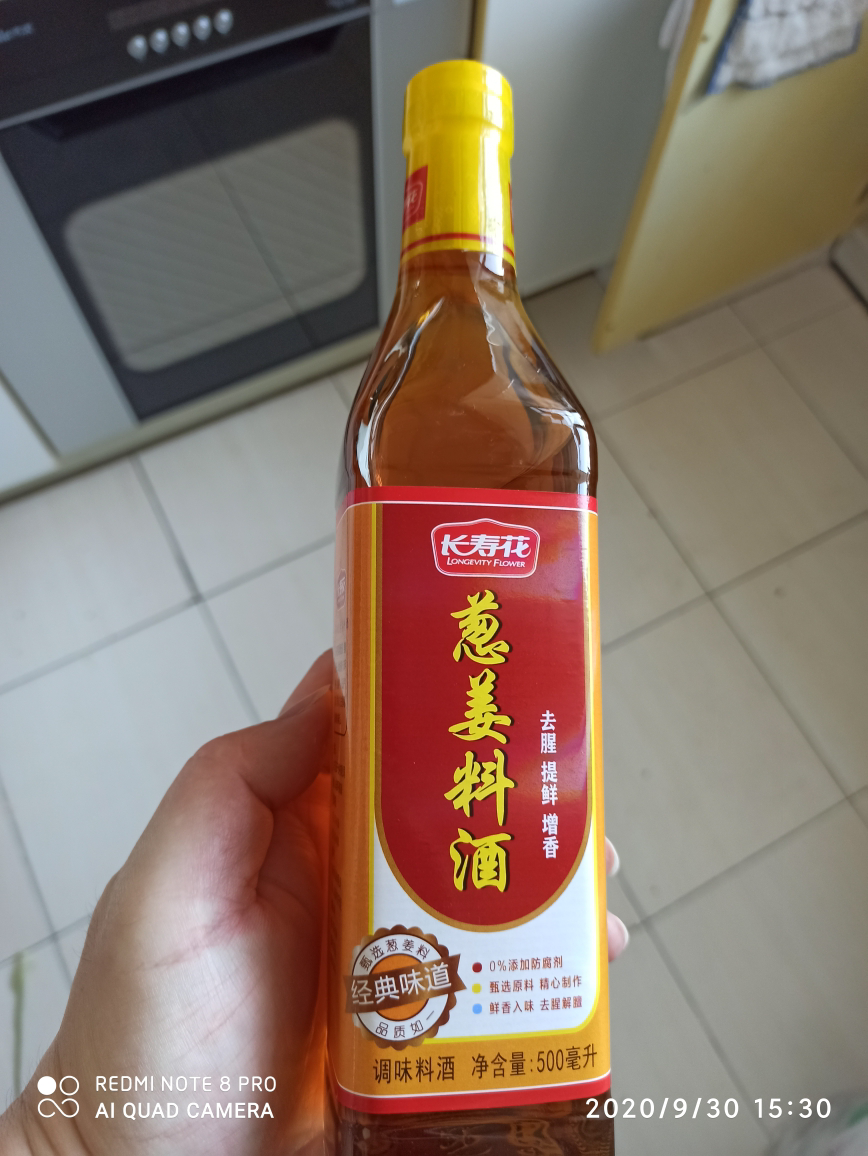 长寿花
LONGEVITY FLOWER
葱姜料酒
去腥 提鲜 增香
甄选葱姜料
经典味道
品质如一
0%添加防腐剂
甄选原料 精心制作
鲜香入味 去腥解膻
调味料酒 净含量:500毫升
REDMI NOTE 8 PRO
AI QUAD CAMERA
2020/9/30 15:30